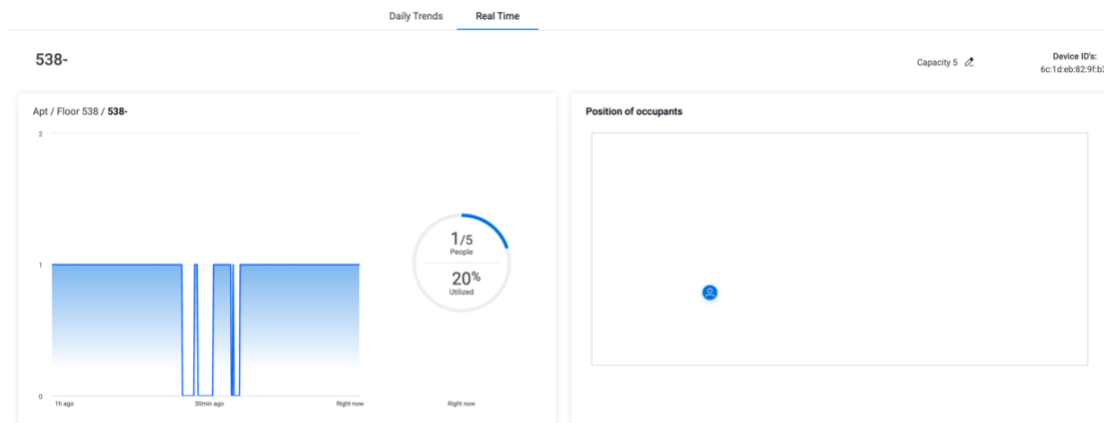 Daily Trends Real Time
538-
Capacity 5
Device ID's:
6c:1d:eb:82:9f:b3
Apt / Floor 538 / 538-
2
1
0
1h ago 30min ago Right now
1/5
People
20%
Utilized
Right now
Position of occupants